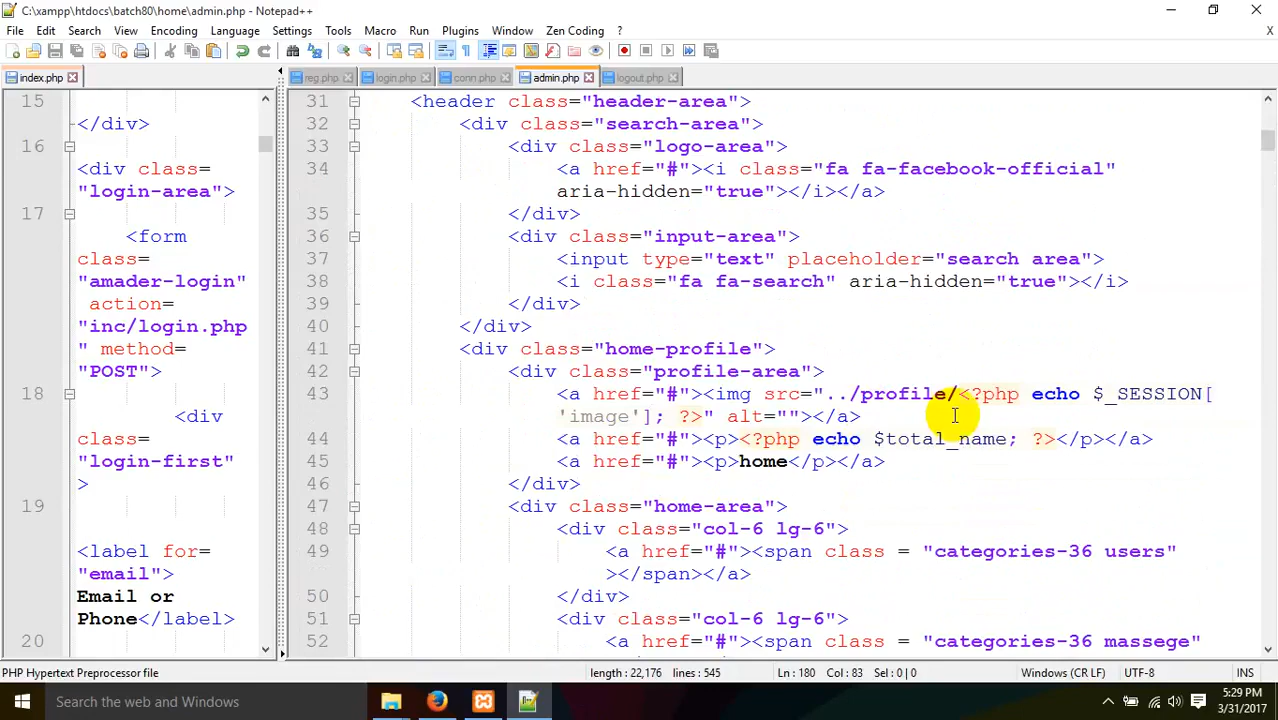 C:\xampp\htdocs\batch80\home\admin.php - Notepad++
File Edit Search View Encoding Language Settings Tools Macro Run Plugins Window Zen Coding ? X
index.php
reg.php login.php conn.php admin.php logout.php
15
</div>
16
<div class=
"login-area">
17
<form
class=
"amader-login"
action=
"inc/login.php
" method=
"POST">
18
<div
class=
"login-first"
>
19
<label for=
"email">
Email or
Phone</label>
20
31 <header class="header-area">
32 <div class="search-area">
33 <div class="logo-area">
34 <a href="#"><i class="fa fa-facebook-official"
aria-hidden="true"></i></a>
35 </div>
36 <div class="input-area">
37 <input type="text" placeholder="search area">
38 <i class="fa fa-search" aria-hidden="true"></i>
39 </div>
40 </div>
41 <div class="home-profile">
42 <div class="profile-area">
43 <a href="#"><img src="../profile/<?php echo $_SESSION[
'image']; ?>" alt=""></a>
44 <a href="#"><p><?php echo $total_name; ?></p></a>
45 <a href="#"><p>home</p></a>
46 </div>
47 <div class="home-area">
48 <div class="col-6 lg-6">
49 <a href="#"><span class = "categories-36 users"
></span></a>
50 </div>
51 <div class="col-6 lg-6">
52 <a href="#"><span class = "categories-36 massege"
PHP Hypertext Preprocessor file length : 22,176 lines : 545 Ln : 180 Col : 83 Sel : 0 | 0 Windows (CR LF) UTF-8 INS
Search the web and Windows
5:29 PM
3/31/2017